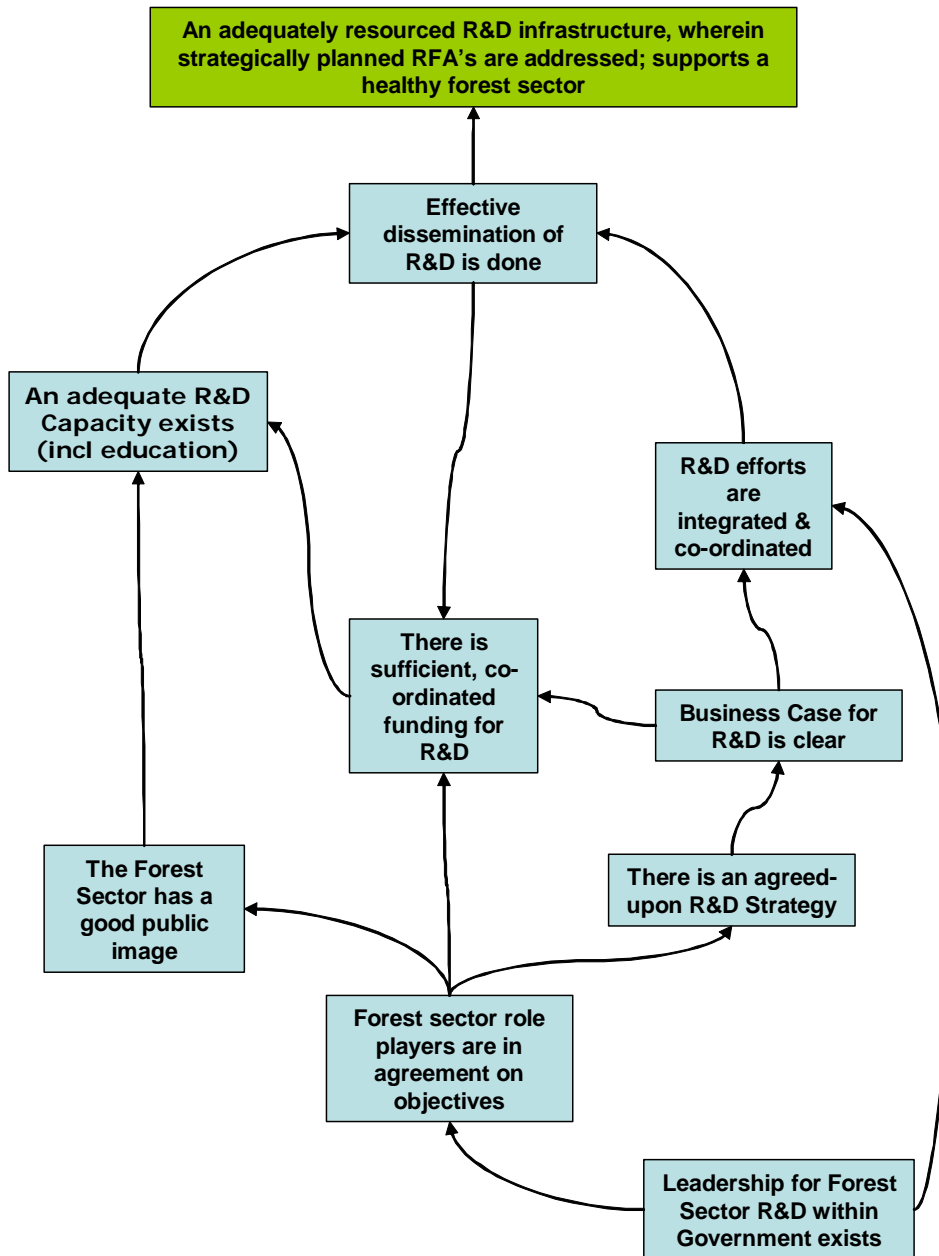 An adequately resourced R&D infrastructure, wherein
strategically planned RFA's are addressed; supports a
healthy forest sector
Effective
dissemination of
R&D is done
An adequate R&D
Capacity exists
(incl education)
R&D efforts
are
integrated &
co-ordinated
There is
sufficient, co-
ordinated
funding for
R&D
Business Case for
R&D is clear
The Forest
Sector has a
good public
image
There is an agreed-
upon R&D Strategy
Forest sector role
players are in
agreement on
objectives
Leadership for Forest
Sector R&D within
Government exists